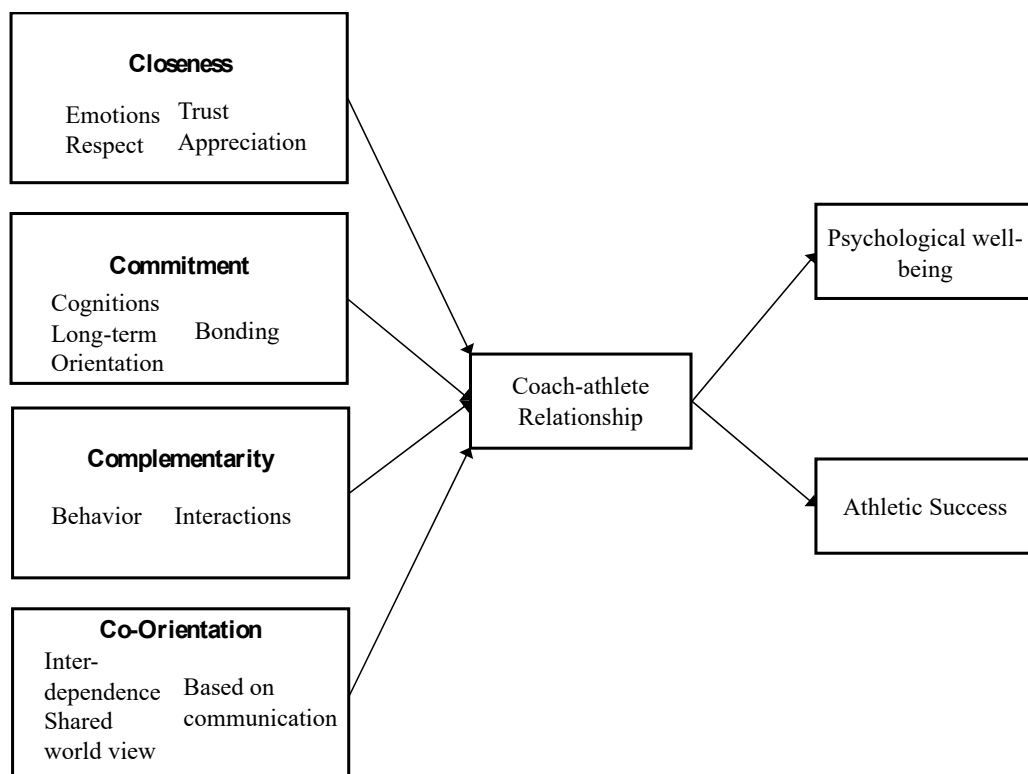 Closeness
Emotions
Respect
Trust
Appreciation
Commitment
Cognitions
Long-term
Orientation
Bonding
Complementarity
Behavior
Interactions
Co-Orientation
Inter-
dependence
Shared
world view
Based on
communication
Coach-athlete
Relationship
Psychological well-
being
Athletic Success